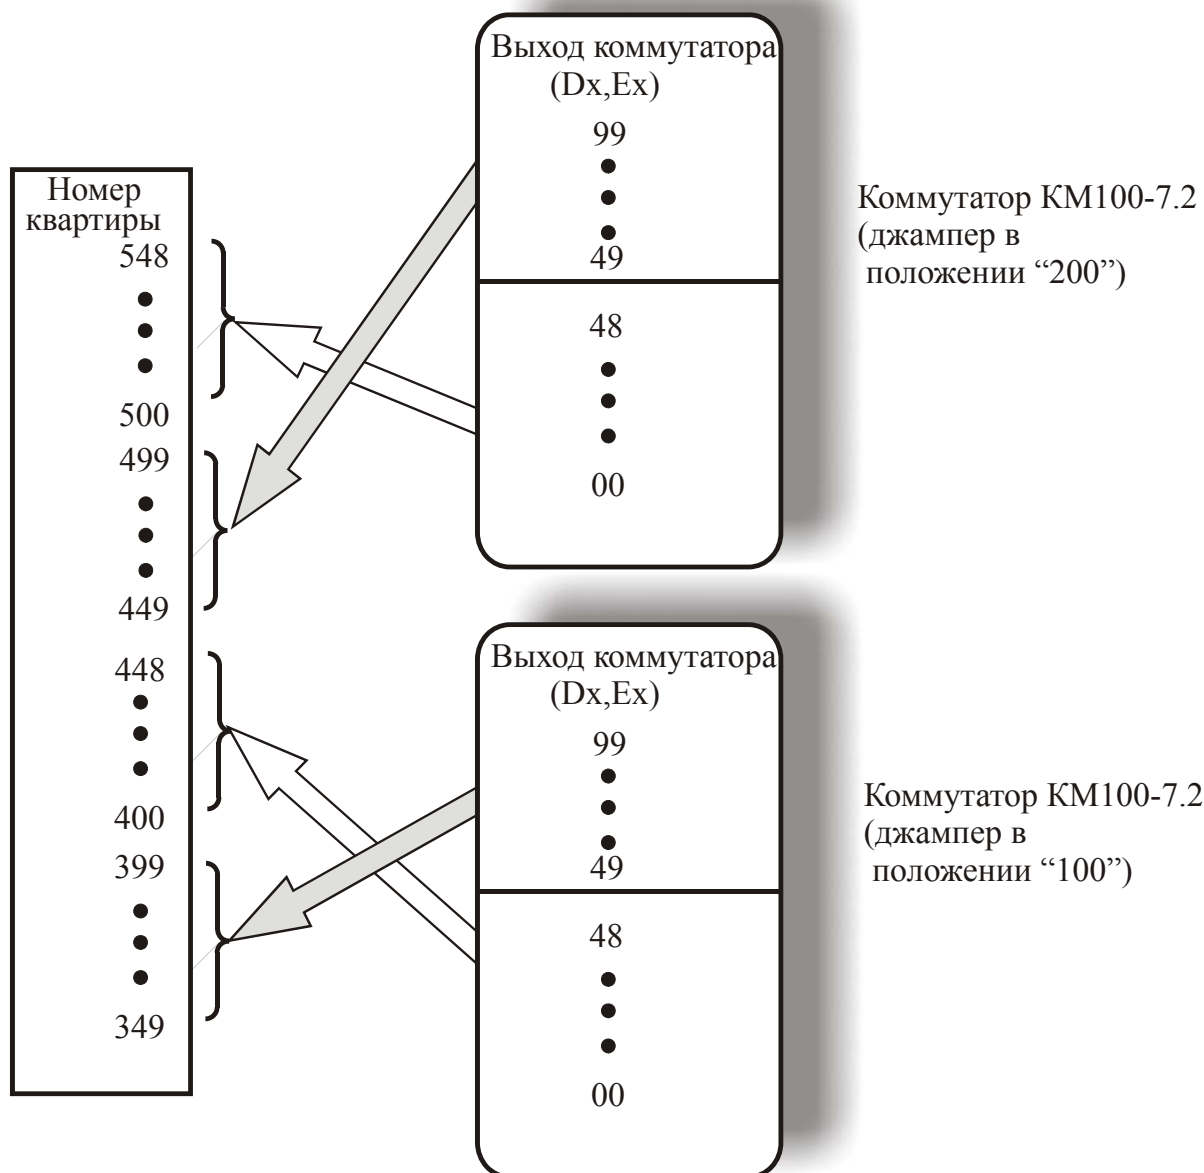 Номер
квартиры
548
500
499
449
448
400
399
349
Выход коммутатора
(Dx,Ex)
99
49
48
00
Коммутатор КМ100-7.2
(джампер в
положении “200”)
Выход коммутатора
(Dx,Ex)
99
49
48
00
Коммутатор КМ100-7.2
(джампер в
положении “100”)